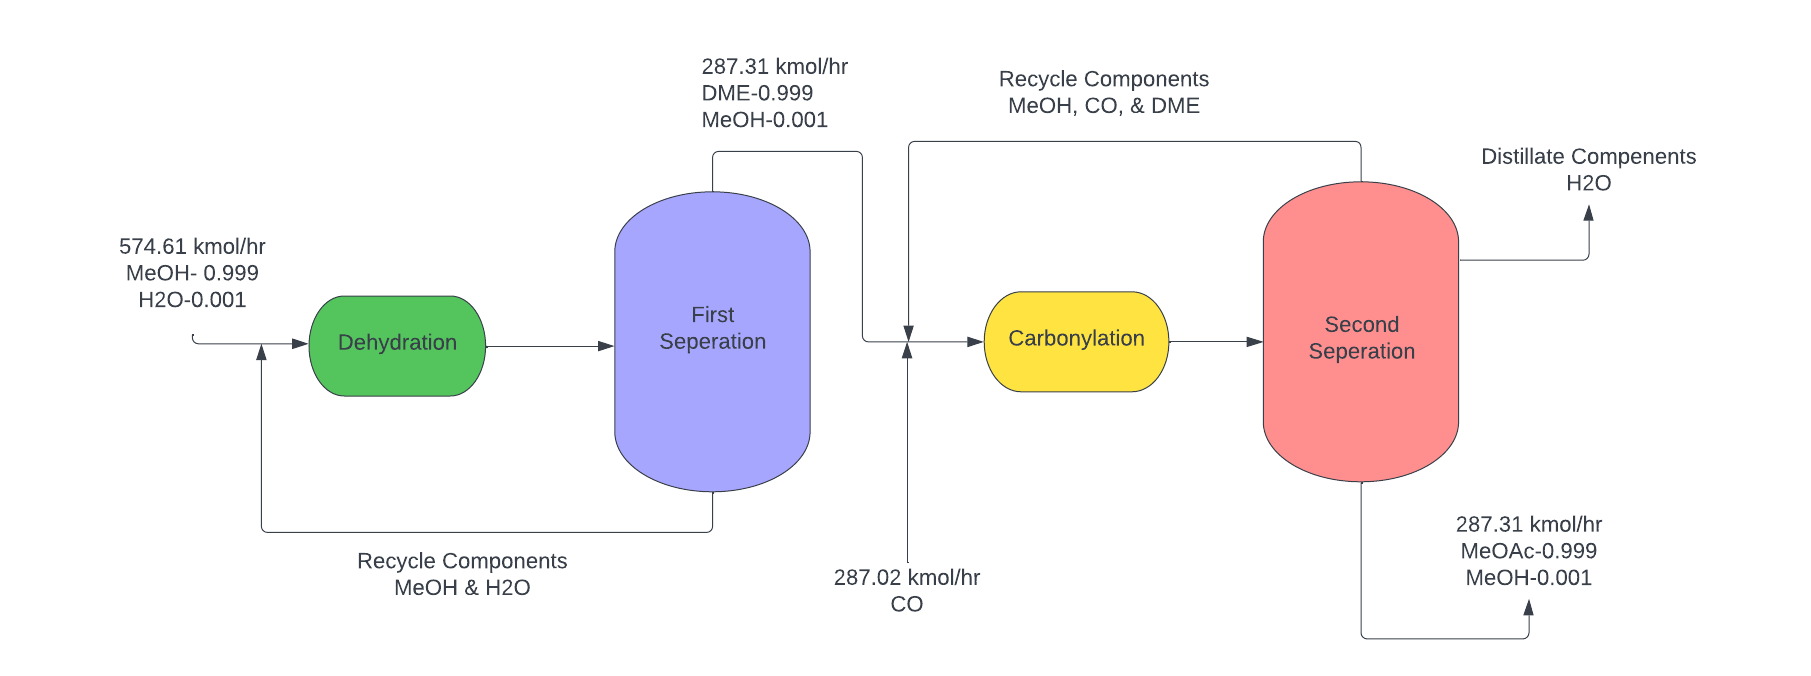 287.31 kmol/hr
DME-0.999
MeOH-0.001
Recycle Components
MeOH, CO, & DME
Distillate Compenents
H2O
574.61 kmol/hr
MeOH- 0.999
H2O-0.001
Dehydration
First
Seperation
Carbonylation
Second
Seperation
Recycle Components
MeOH & H2O
287.02 kmol/hr
CO
287.31 kmol/hr
MeOAc-0.999
MeOH-0.001